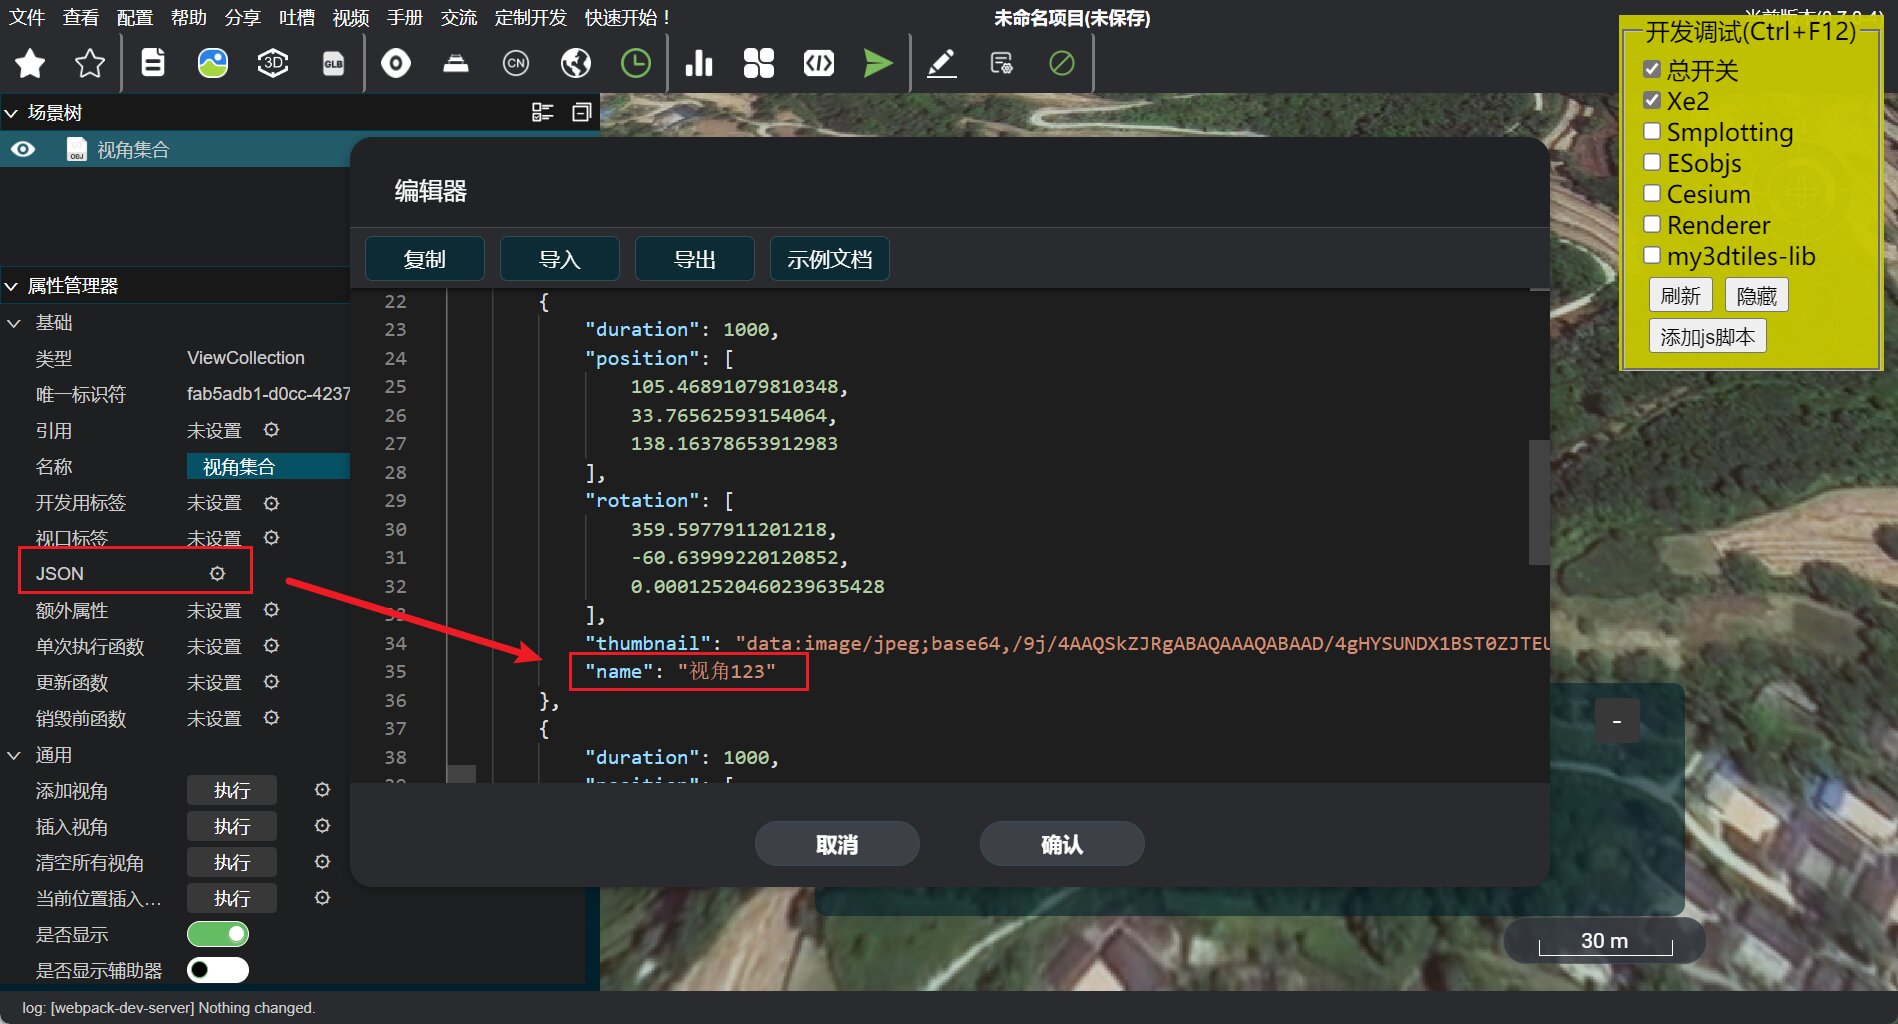 文件 查看 配置 帮助 分享 吐槽 视频 手册 交流 定制开发 快速开始！
未命名项目(未保存)
3D
GLB
CN
开发调试(Ctrl+F12)
总开关
Xe2
Smplotting
ESobjs
Cesium
Renderer
my3dtiles-lib
刷新 隐藏
添加js脚本
场景树
OBJ 视角集合
属性管理器
基础
类型 ViewCollection
唯一标识符 fab5adb1-d0cc-4237
引用 未设置
名称 视角集合
开发用标签 未设置
视口标签 未设置
JSON
额外属性 未设置
单次执行函数 未设置
更新函数 未设置
销毁前函数 未设置
通用
添加视角 执行
插入视角 执行
清空所有视角 执行
当前位置插入... 执行
是否显示
是否显示辅助器
编辑器
复制 导入 导出 示例文档
22 {
23 "duration": 1000,
24 "position": [
25 105.46891079810348,
26 33.76562593154064,
27 138.16378653912983
28 ],
29 "rotation": [
30 359.5977911201218,
31 -60.63999220120852,
32 0.00012520460239635428
33 ],
34 "thumbnail": "data:image/jpeg;base64,/9j/4AAQSkZJRgABAQAAAQABAAD/4gHYSUNDX1BST0ZJTEU
35 "name": "视角123"
36 },
37 {
38 "duration": 1000,
取消 确认
-
30 m
log: [webpack-dev-server] Nothing changed.